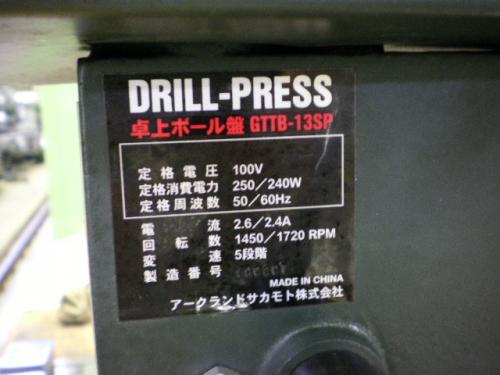 DRILL-PRESS
卓上ボール盤 GTTB-13SP
定格電圧 100V
定格消費電力 250/240W
定格周波数 50/60Hz
電流 2.6/2.4A
回転数 1450/1720 RPM
変速 5段階
製造番号
MADE IN CHINA
アークランドサカモト株式会社